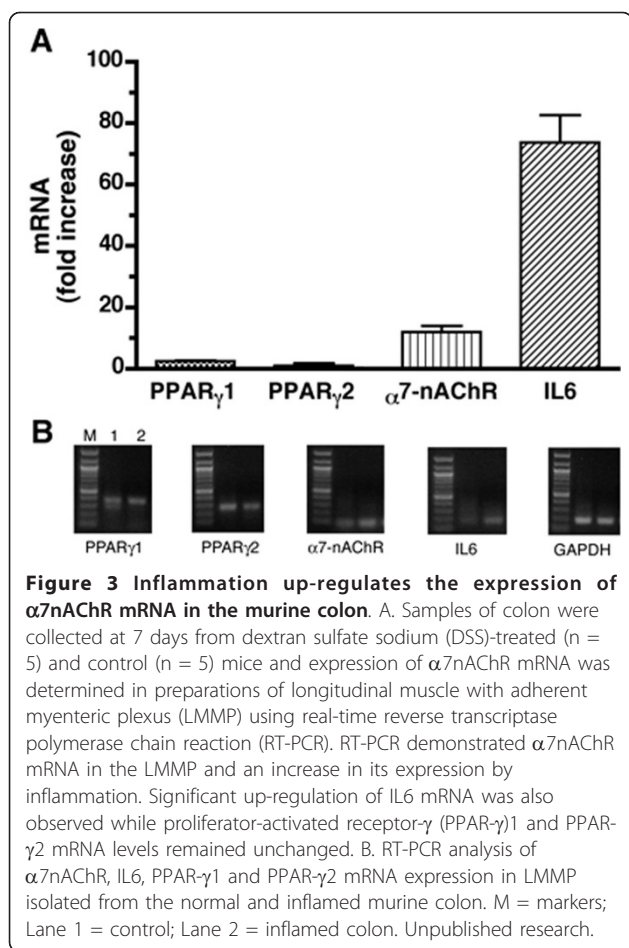 A
100
80
60
40
20
0
mRNA
(fold increase)
PPARγ1 PPARγ2 α7-nAChR IL6
B
M 1 2
PPARγ1 PPARγ2 α7-nAChR IL6 GAPDH
Figure 3 Inflammation up-regulates the expression of
α7nAChR mRNA in the murine colon. A. Samples of colon were
collected at 7 days from dextran sulfate sodium (DSS)-treated (n =
5) and control (n = 5) mice and expression of α7nAChR mRNA was
determined in preparations of longitudinal muscle with adherent
myenteric plexus (LMMP) using real-time reverse transcriptase
polymerase chain reaction (RT-PCR). RT-PCR demonstrated α7nAChR
mRNA in the LMMP and an increase in its expression by
inflammation. Significant up-regulation of IL6 mRNA was also
observed while proliferator-activated receptor-γ (PPAR-γ)1 and PPAR-
γ2 mRNA levels remained unchanged. B. RT-PCR analysis of
α7nAChR, IL6, PPAR-γ1 and PPAR-γ2 mRNA expression in LMMP
isolated from the normal and inflamed murine colon. M = markers;
Lane 1 = control; Lane 2 = inflamed colon. Unpublished research.